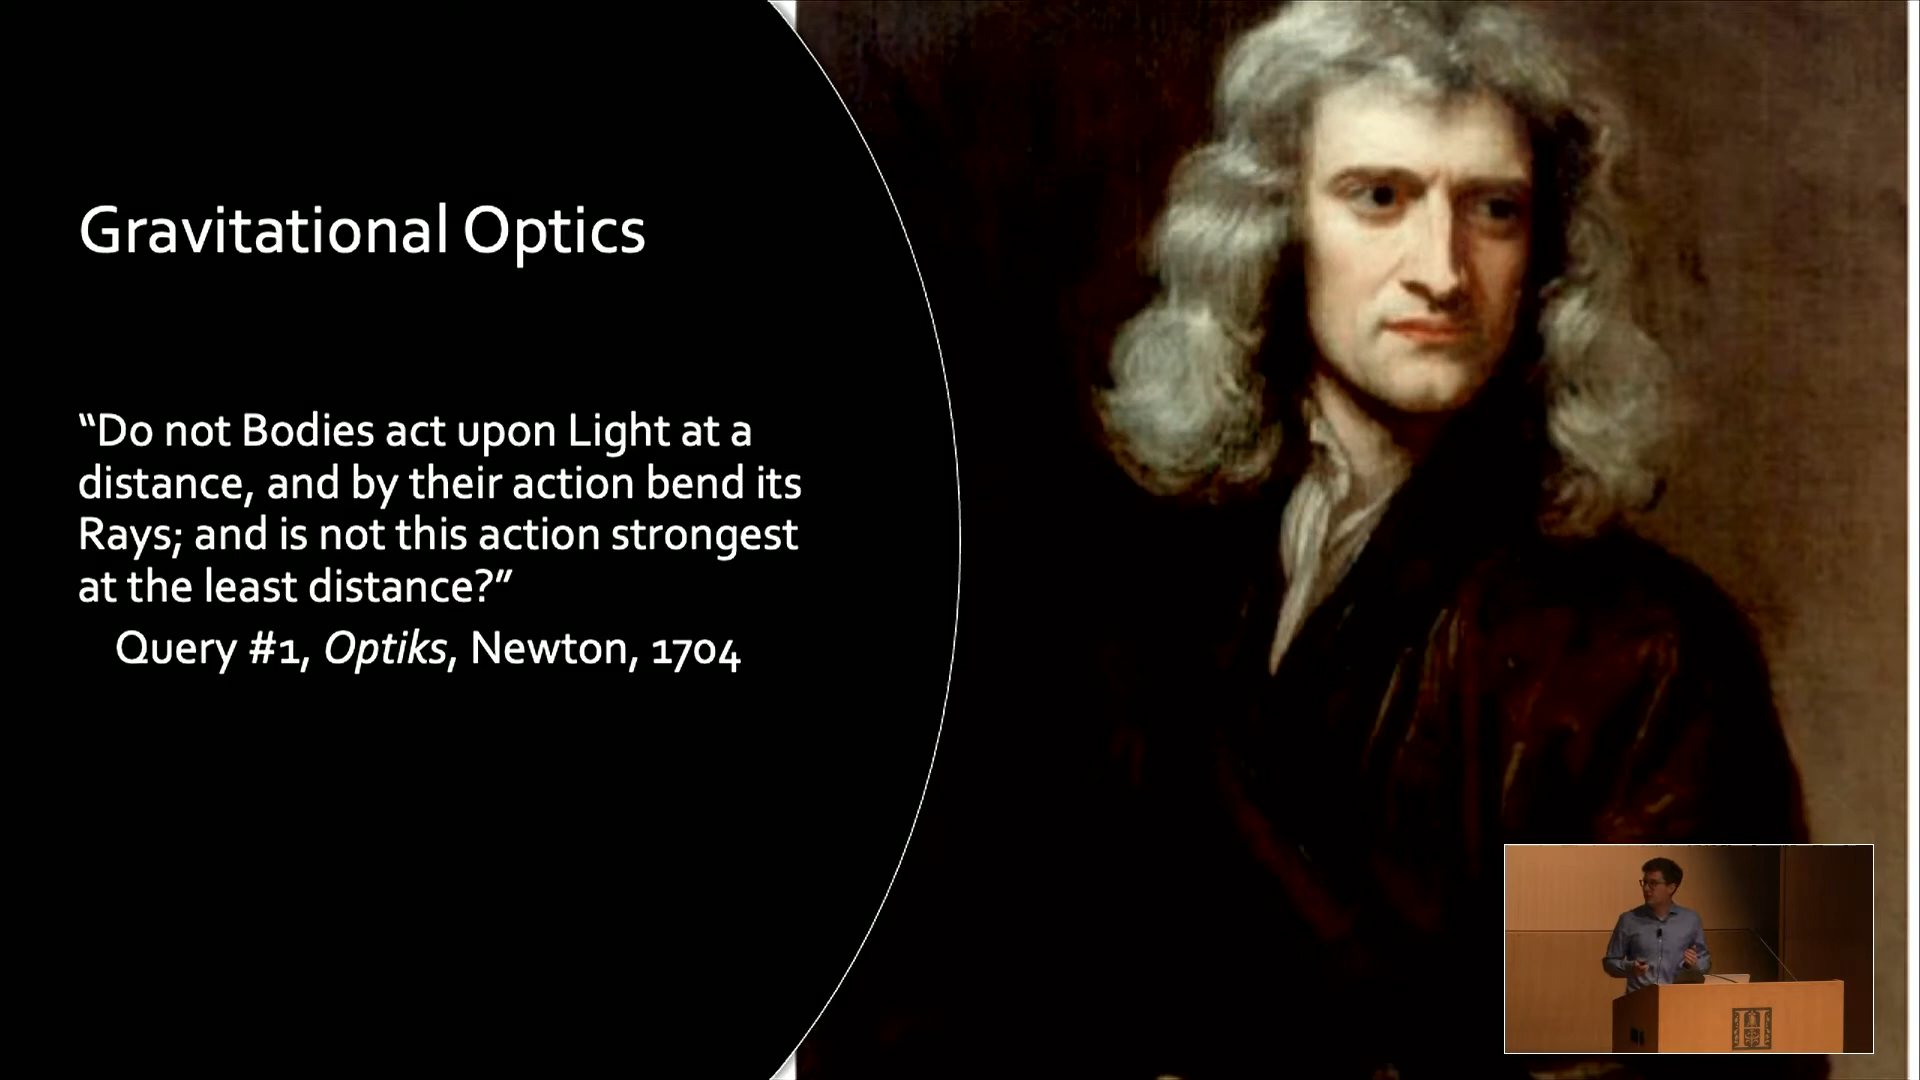 Gravitational Optics
“Do not Bodies act upon Light at a
distance, and by their action bend its
Rays; and is not this action strongest
at the least distance?”
Query #1, Optiks, Newton, 1704
H